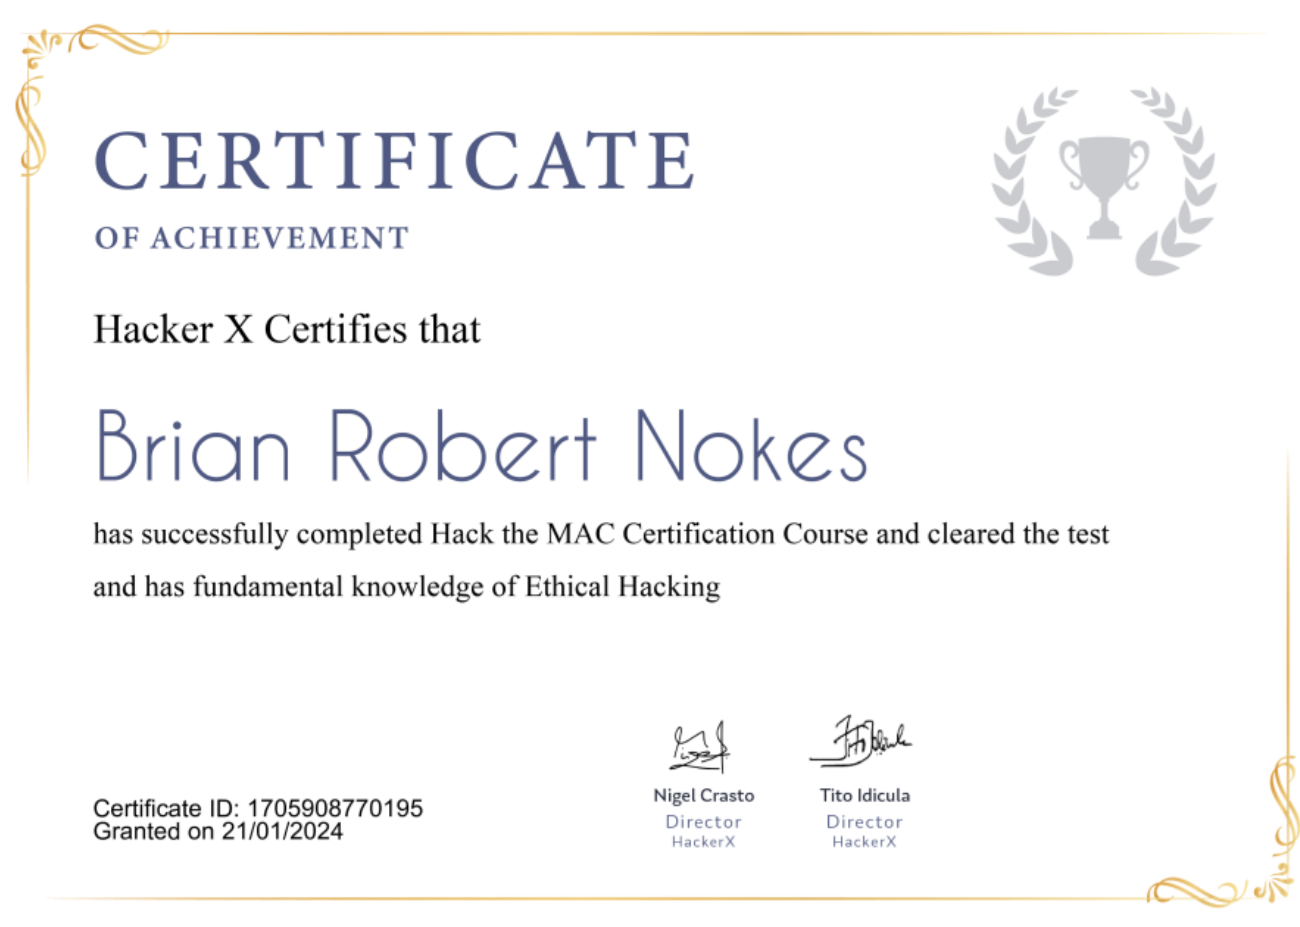 CERTIFICATE
OF ACHIEVEMENT
Hacker X Certifies that
Brian Robert Nokes
has successfully completed Hack the MAC Certification Course and cleared the test
and has fundamental knowledge of Ethical Hacking
Certificate ID: 1705908770195
Granted on 21/01/2024
Nigel Crasto
Director
HackerX
Tito Idicula
Director
HackerX